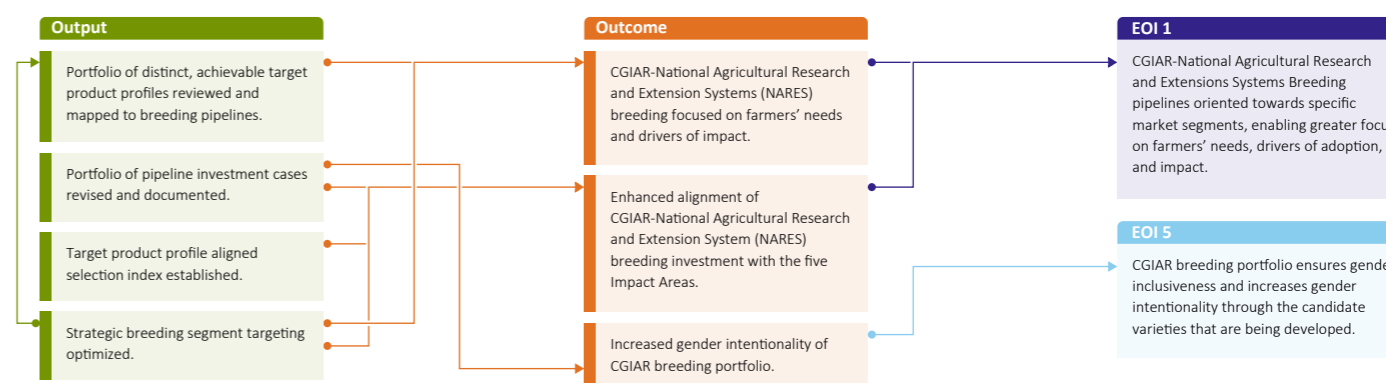 Output
Portfolio of distinct, achievable target
product profiles reviewed and
mapped to breeding pipelines.
Portfolio of pipeline investment cases
revised and documented.
Target product profile aligned
selection index established.
Strategic breeding segment targeting
optimized.
Outcome
CGIAR-National Agricultural Research
and Extension Systems (NARES)
breeding focused on farmers’ needs
and drivers of impact.
Enhanced alignment of
CGIAR-National Agricultural Research
and Extension System (NARES)
breeding investment with the five
Impact Areas.
Increased gender intentionality of
CGIAR breeding portfolio.
EOI 1
CGIAR-National Agricultural Research
and Extensions Systems Breeding
pipelines oriented towards specific
market segments, enabling greater focu
on farmers’ needs, drivers of adoption,
and impact.
EOI 5
CGIAR breeding portfolio ensures gende
inclusiveness and increases gender
intentionality through the candidate
varieties that are being developed.